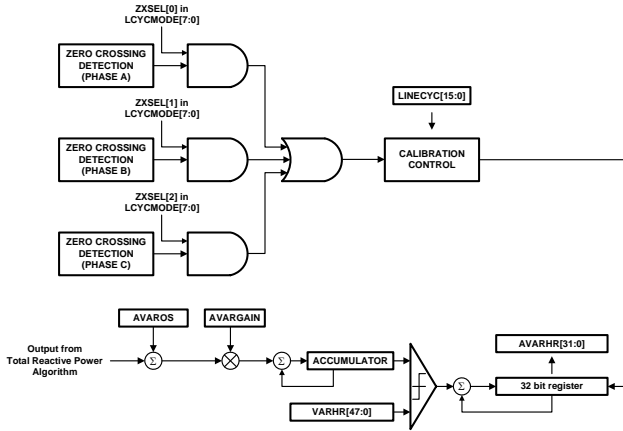 ZXSEL[0] in
LCYCMODE[7:0]
ZERO CROSSING
DETECTION
(PHASE A)
ZXSEL[1] in
LCYCMODE[7:0]
ZERO CROSSING
DETECTION
(PHASE B)
LINECYC[15:0]
CALIBRATION
CONTROL
ZXSEL[2] in
LCYCMODE[7:0]
ZERO CROSSING
DETECTION
(PHASE C)
AVAROS
AVARGAIN
Output from
Total Reactive Power
Algorithm
Σ
Σ
ACCUMULATOR
VARHR[47:0]
Σ
AVARHR[31:0]
32 bit register